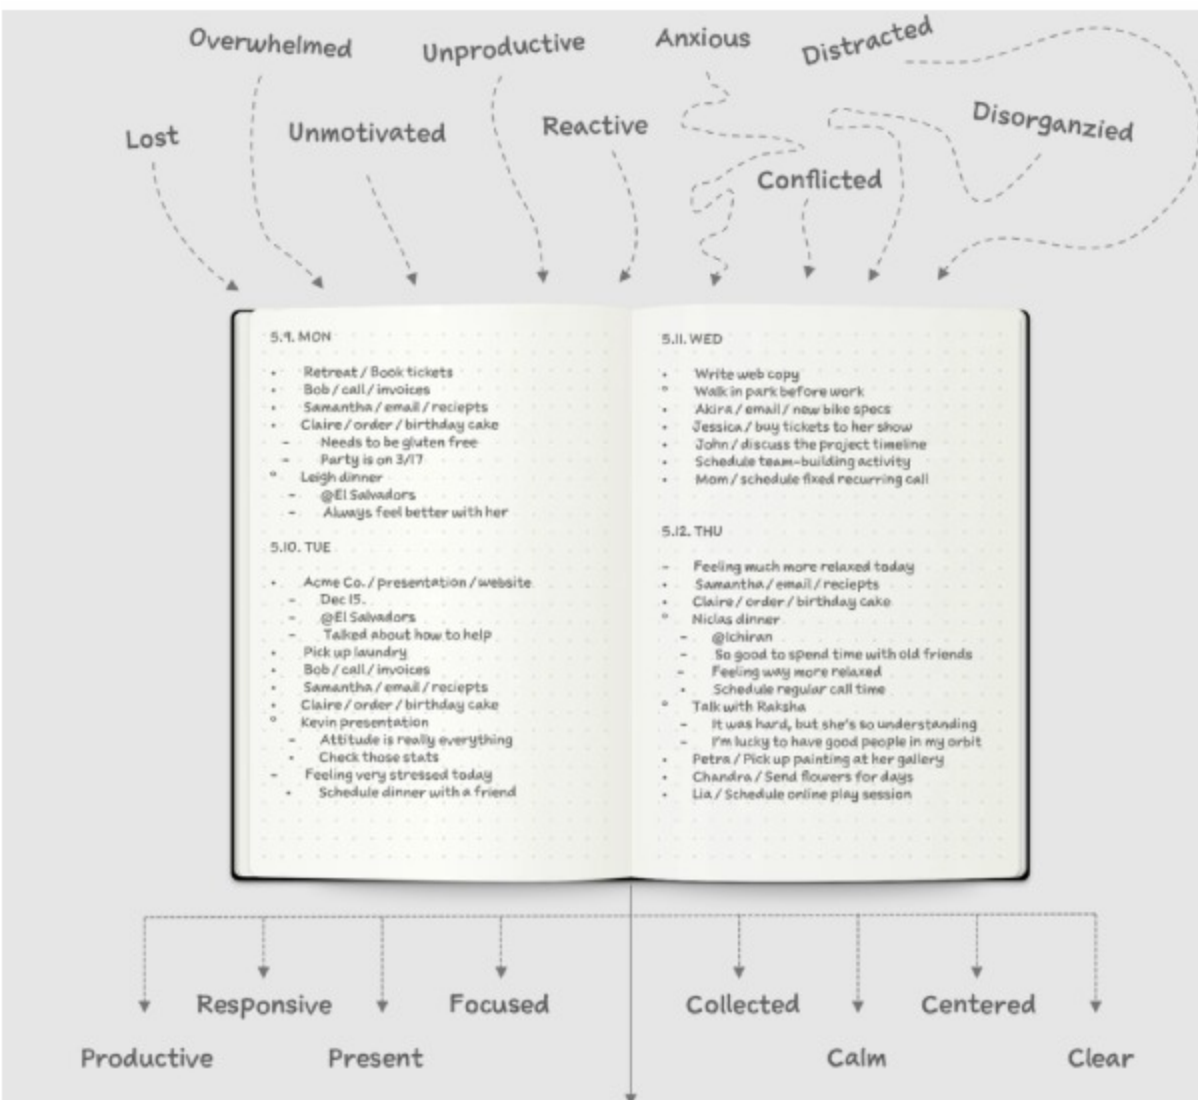 Overwhelmed
Unproductive
Anxious
Distracted
Lost
Unmotivated
Reactive
Conflicted
Disorganzied
5.9. MON
• Retreat / Book tickets
• Bob / call / invoices
• Samantha / email / reciepts
• Claire / order / birthday cake
– Needs to be gluten free
– Party is on 3/17
° Leigh dinner
– @El Salvadors
– Always feel better with her
5.10. TUE
• Acme Co. / presentation / website
– Dec 15.
– @El Salvadors
– Talked about how to help
• Pick up laundry
• Bob / call / invoices
• Samantha / email / reciepts
• Claire / order / birthday cake
° Kevin presentation
– Attitude is really everything
• Check those stats
– Feeling very stressed today
• Schedule dinner with a friend
5.11. WED
• Write web copy
° Walk in park before work
• Akira / email / new bike specs
• Jessica / buy tickets to her show
• John / discuss the project timeline
• Schedule team-building activity
• Mom / schedule fixed recurring call
5.12. THU
– Feeling much more relaxed today
• Samantha / email / reciepts
• Claire / order / birthday cake
° Niclas dinner
– @Ichiran
– So good to spend time with old friends
– Feeling way more relaxed
• Schedule regular call time
° Talk with Raksha
– It was hard, but she's so understanding
– I'm lucky to have good people in my orbit
• Petra / Pick up painting at her gallery
• Chandra / Send flowers for days
• Lia / Schedule online play session
Responsive
Focused
Collected
Centered
Productive
Present
Calm
Clear